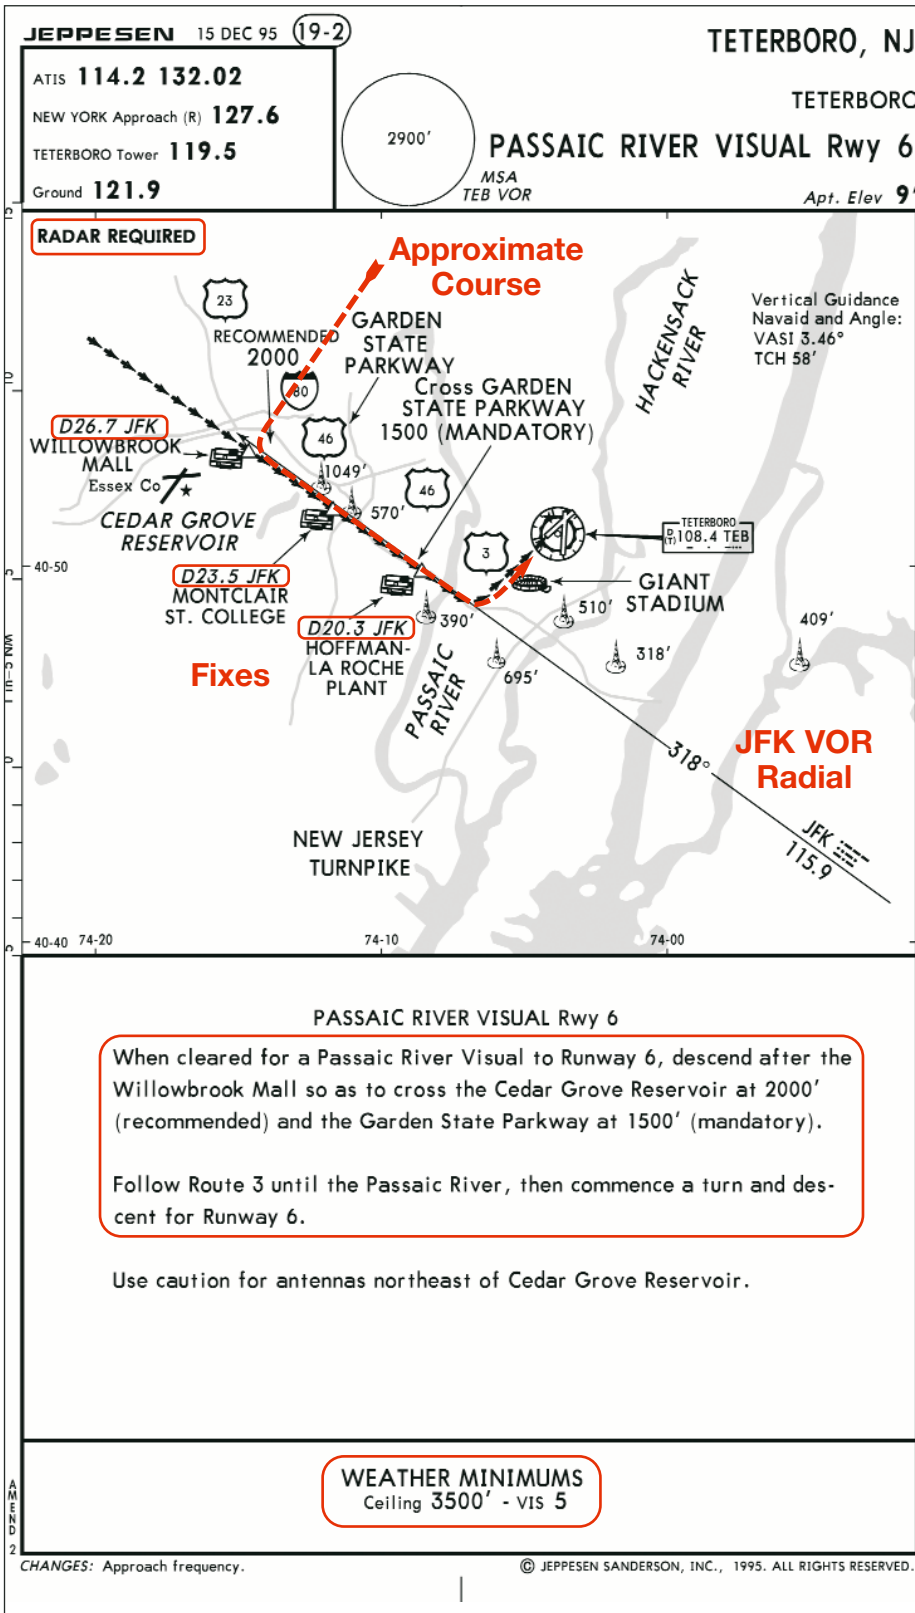 JEPPESEN 15 DEC 95 19-2
TETERBORO, NJ
ATIS 114.2 132.02
NEW YORK Approach (R) 127.6
TETERBORO Tower 119.5
Ground 121.9
2900'
MSA
TEB VOR
TETERBORO
PASSAIC RIVER VISUAL Rwy 6
Apt. Elev 9'
RADAR REQUIRED
Approximate
Course
23
RECOMMENDED
2000
GARDEN
STATE
PARKWAY
HACKENSACK
RIVER
Vertical Guidance
Navaid and Angle:
VASI 3.46°
TCH 58'
80
Cross GARDEN
STATE PARKWAY
1500 (MANDATORY)
D26.7 JFK
WILLOWBROOK
MALL
Essex Co
46
1049'
46
570'
CEDAR GROVE
RESERVOIR
3
TETERBORO
D
(T) 108.4 TEB
40-50
D23.5 JFK
MONTCLAIR
ST. COLLEGE
GIANT
STADIUM
D20.3 JFK
HOFFMAN-
LA ROCHE
PLANT
390'
510'
409'
318'
695'
Fixes
PASSAIC
RIVER
318°
JFK VOR
Radial
JFK
115.9
NEW JERSEY
TURNPIKE
40-40 74-20 74-10 74-00
PASSAIC RIVER VISUAL Rwy 6
When cleared for a Passaic River Visual to Runway 6, descend after the
Willowbrook Mall so as to cross the Cedar Grove Reservoir at 2000'
(recommended) and the Garden State Parkway at 1500' (mandatory).
Follow Route 3 until the Passaic River, then commence a turn and des-
cent for Runway 6.
Use caution for antennas northeast of Cedar Grove Reservoir.
WEATHER MINIMUMS
Ceiling 3500' - VIS 5
AMEND 2
CHANGES: Approach frequency.
© JEPPESEN SANDERSON, INC., 1995. ALL RIGHTS RESERVED.